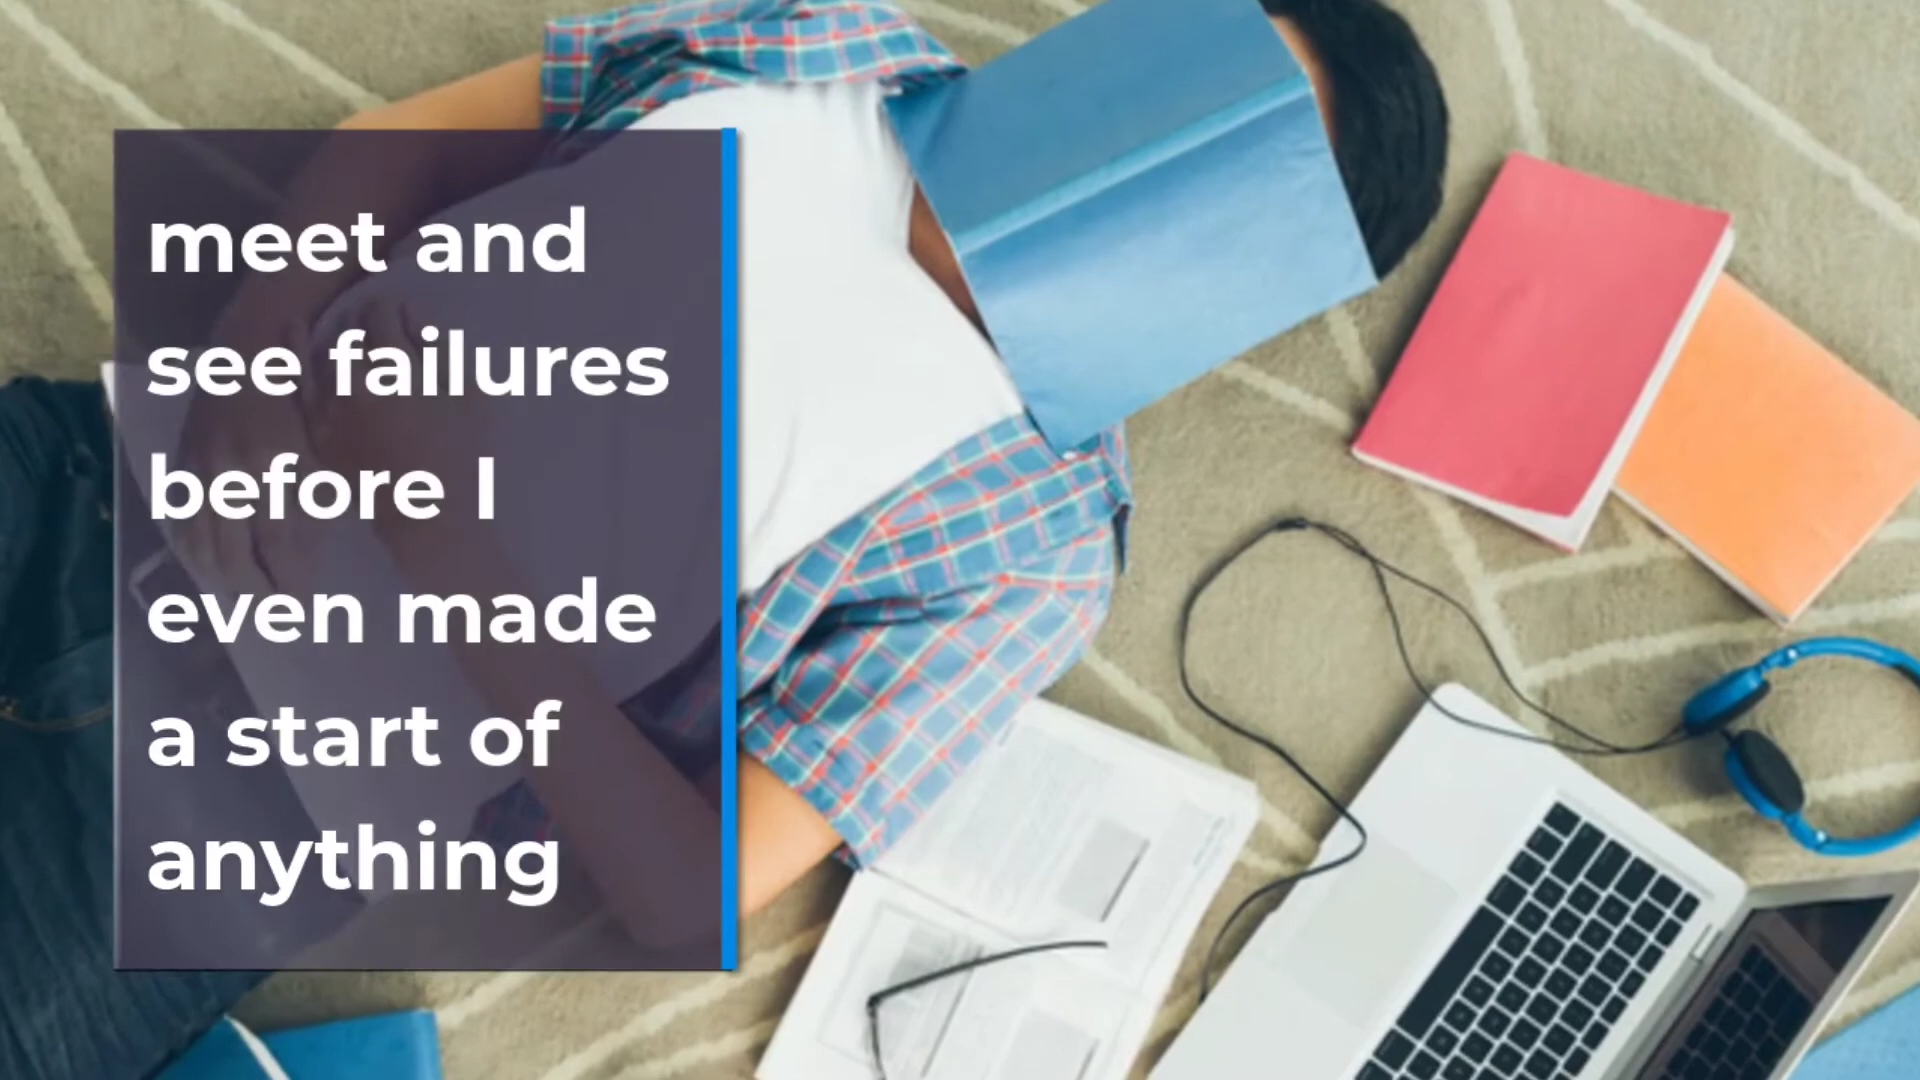 meet and
see failures
before I
even made
a start of
anything